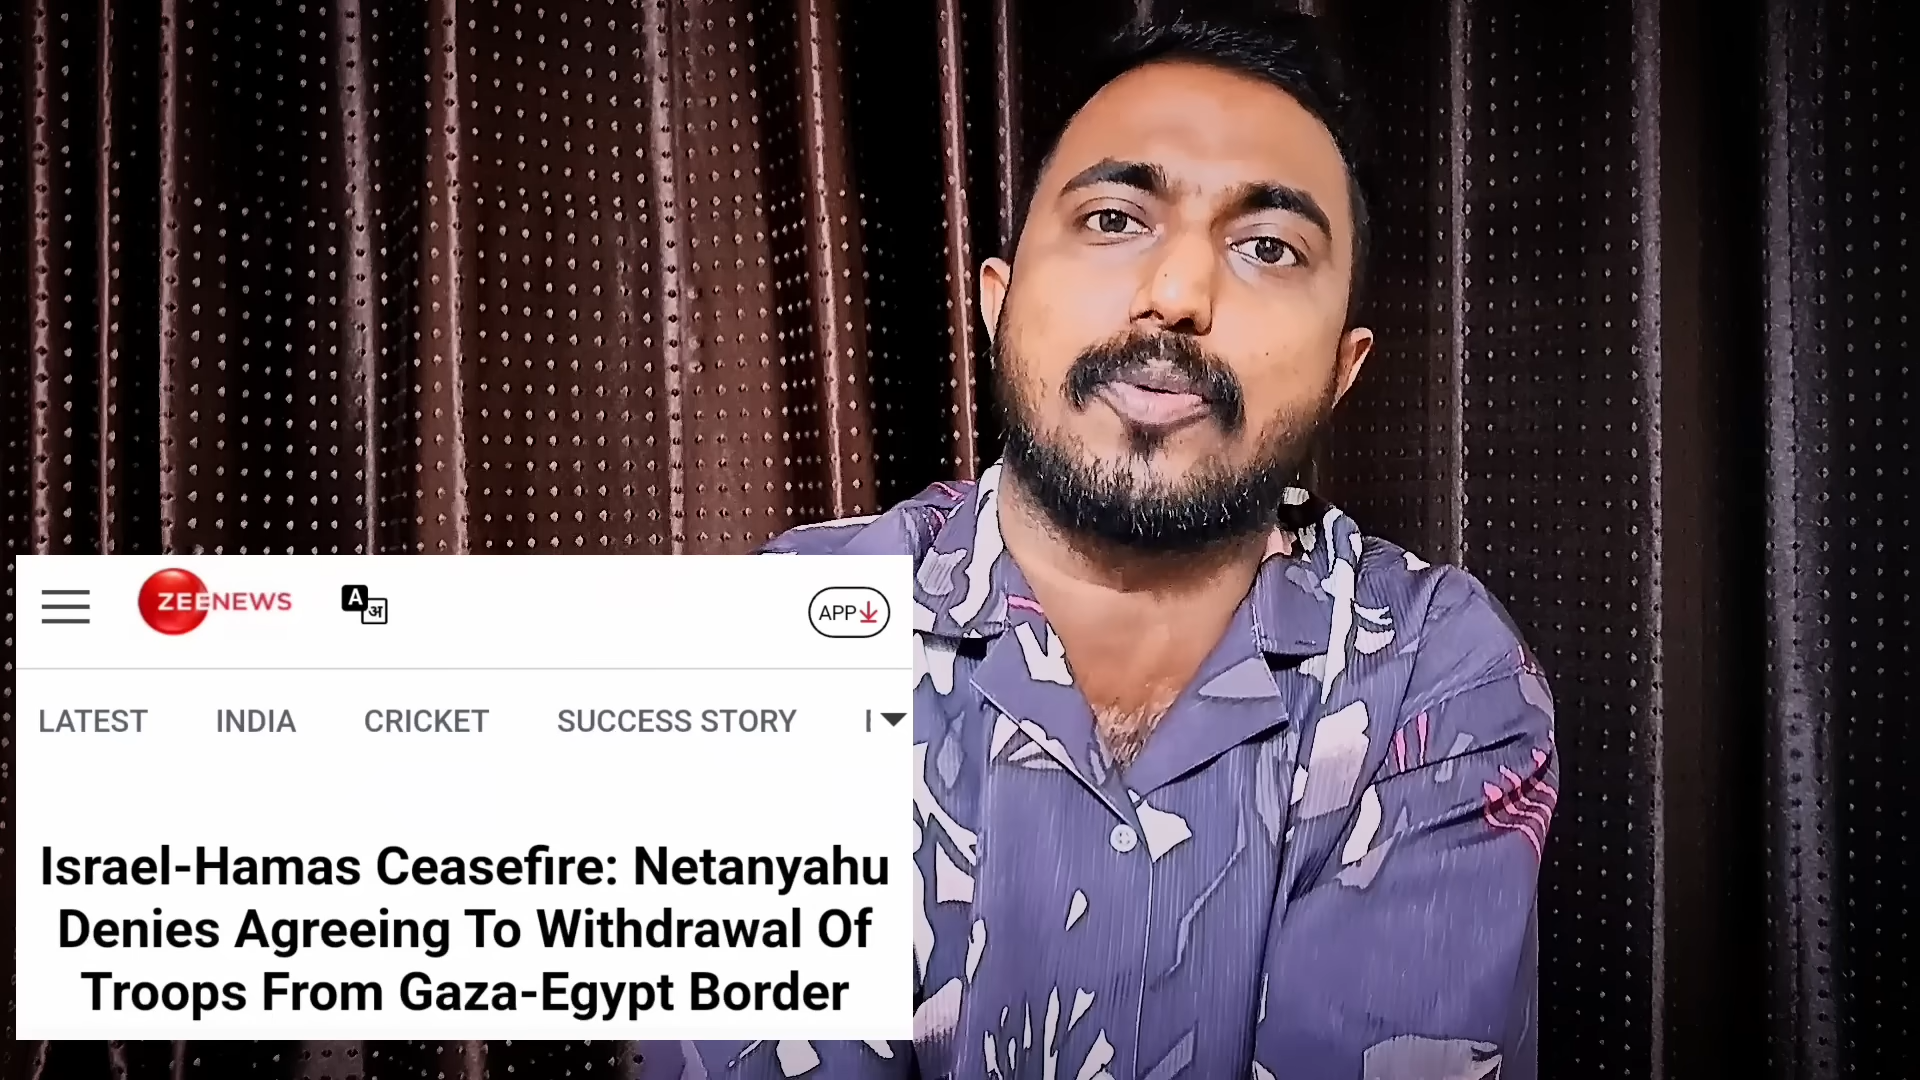 ZEENEWS
A अ
APP
LATEST INDIA CRICKET SUCCESS STORY
Israel-Hamas Ceasefire: Netanyahu
Denies Agreeing To Withdrawal Of
Troops From Gaza-Egypt Border